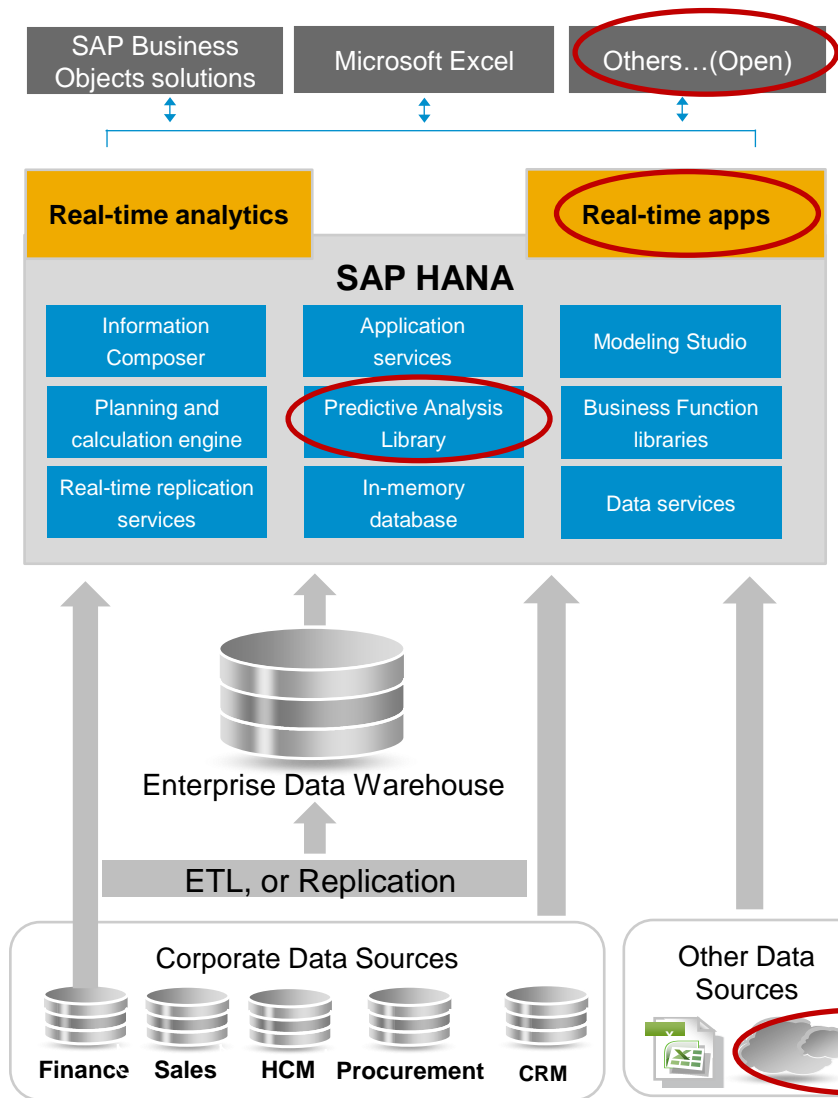 SAP Business
Objects solutions
Microsoft Excel
Others…(Open)
Real-time analytics
Real-time apps
SAP HANA
Information
Composer
Application
services
Modeling Studio
Planning and
calculation engine
Predictive Analysis
Library
Business Function
libraries
Real-time replication
services
In-memory
database
Data services
Enterprise Data Warehouse
ETL, or Replication
Corporate Data Sources
Other Data
Sources
Finance
Sales
HCM
Procurement
CRM